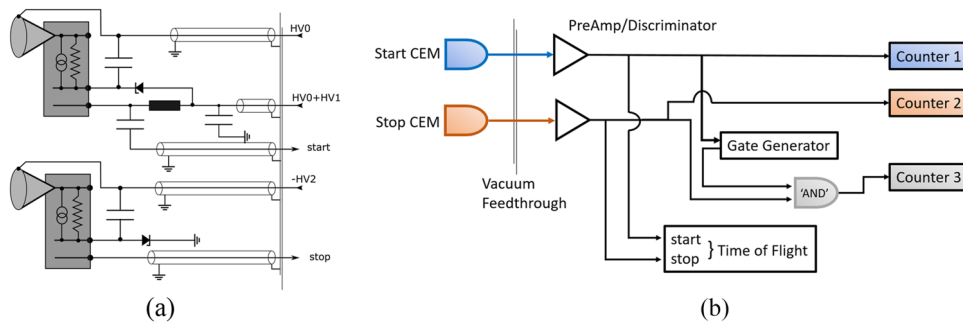 HV0
HV0+HV1
start
-HV2
stop
(a)
PreAmp/Discriminator
Start CEM
Counter 1
Counter 2
Stop CEM
Gate Generator
Vacuum
Feedthrough
'AND'
Counter 3
start
stop
} Time of Flight
(b)